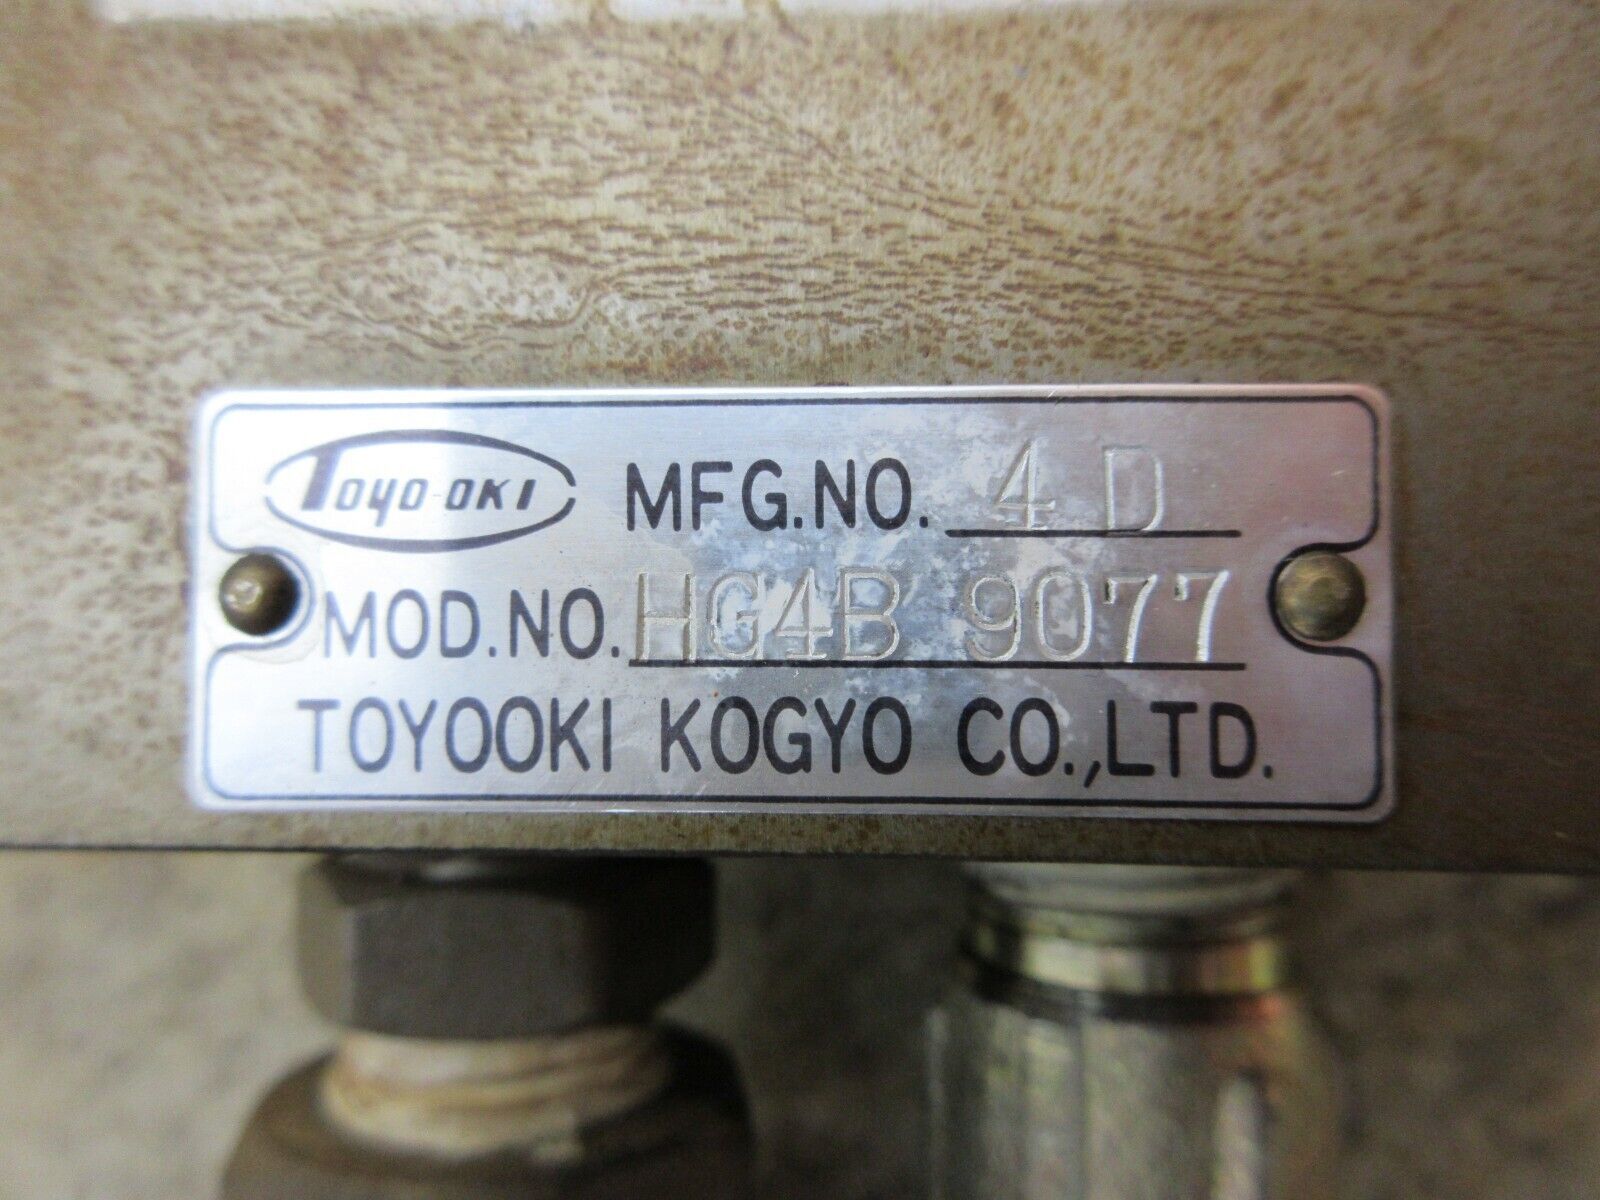 TOYO-OKI MFG.NO. 4 D
MOD.NO. HG4B 9077
TOYOOKI KOGYO CO.,LTD.